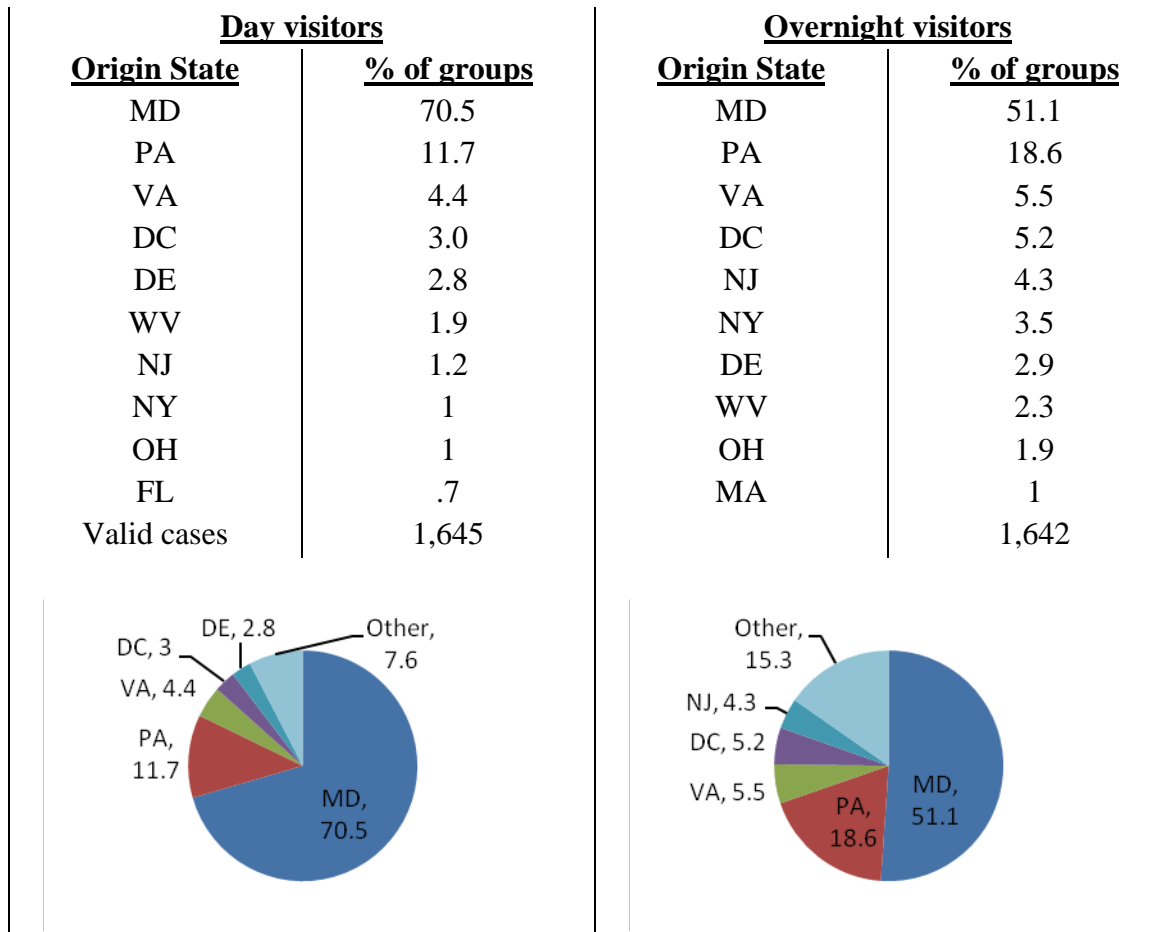 Day visitors
Origin State % of groups
MD 70.5
PA 11.7
VA 4.4
DC 3.0
DE 2.8
WV 1.9
NJ 1.2
NY 1
OH 1
FL .7
Valid cases 1,645
DE, 2.8
Other,
7.6
DC, 3
VA, 4.4
PA,
11.7
MD,
70.5
Overnight visitors
Origin State % of groups
MD 51.1
PA 18.6
VA 5.5
DC 5.2
NJ 4.3
NY 3.5
DE 2.9
WV 2.3
OH 1.9
MA 1
1,642
Other,
15.3
NJ, 4.3
DC, 5.2
VA, 5.5
PA,
18.6
MD,
51.1